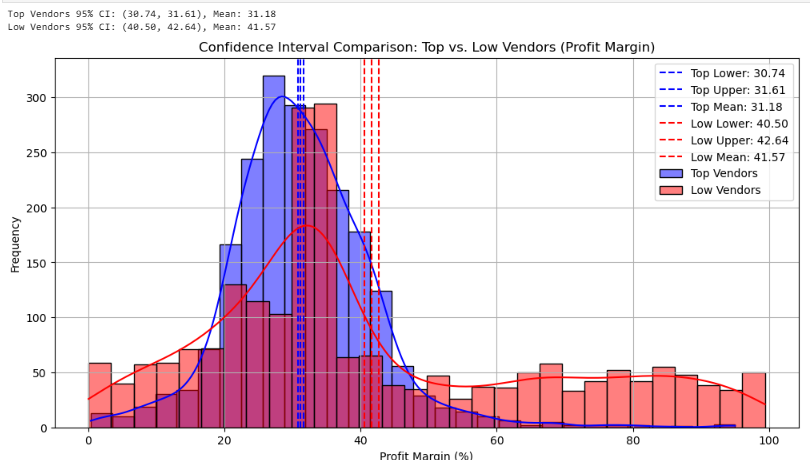 Top Vendors 95% CI: (30.74, 31.61), Mean: 31.18
Low Vendors 95% CI: (40.50, 42.64), Mean: 41.57
Confidence Interval Comparison: Top vs. Low Vendors (Profit Margin)
Top Lower: 30.74
Top Upper: 31.61
Top Mean: 31.18
Low Lower: 40.50
Low Upper: 42.64
Low Mean: 41.57
Top Vendors
Low Vendors
Frequency
300
250
200
150
100
50
0
0 20 40 60 80 100
Profit Margin (%)